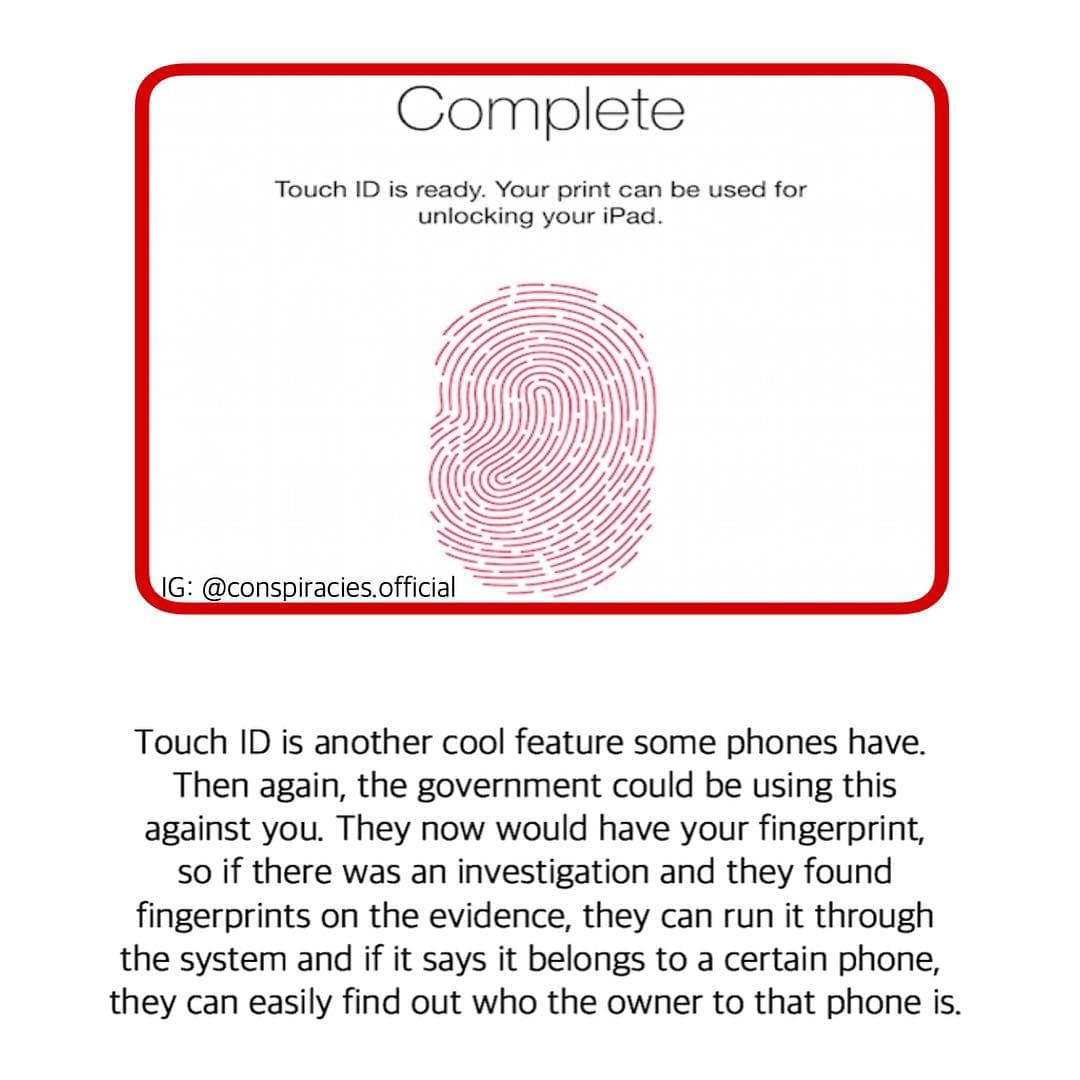 Complete
Touch ID is ready. Your print can be used for
unlocking your iPad.
IG: @conspiracies.official
Touch ID is another cool feature some phones have.
Then again, the government could be using this
against you. They now would have your fingerprint,
so if there was an investigation and they found
fingerprints on the evidence, they can run it through
the system and if it says it belongs to a certain phone,
they can easily find out who the owner to that phone is.